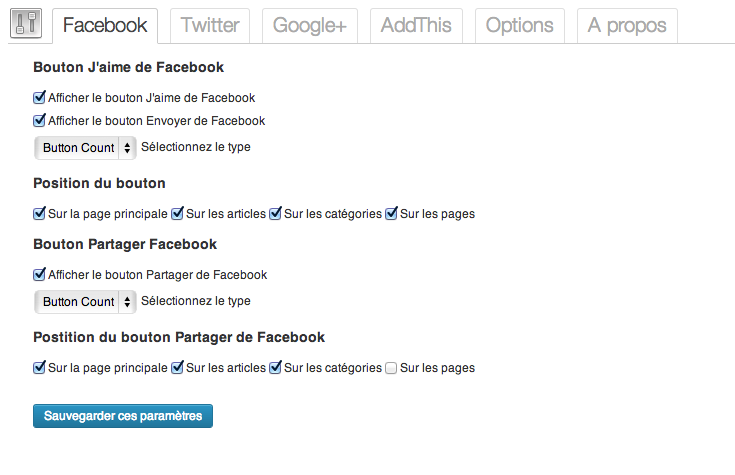 Facebook Twitter Google+ AddThis Options A propos
Bouton J'aime de Facebook
Afficher le bouton J'aime de Facebook
Afficher le bouton Envoyer de Facebook
Button Count Sélectionnez le type
Position du bouton
Sur la page principale Sur les articles Sur les catégories Sur les pages
Bouton Partager Facebook
Afficher le bouton Partager de Facebook
Button Count Sélectionnez le type
Postition du bouton Partager de Facebook
Sur la page principale Sur les articles Sur les catégories Sur les pages
Sauvegarder ces paramètres